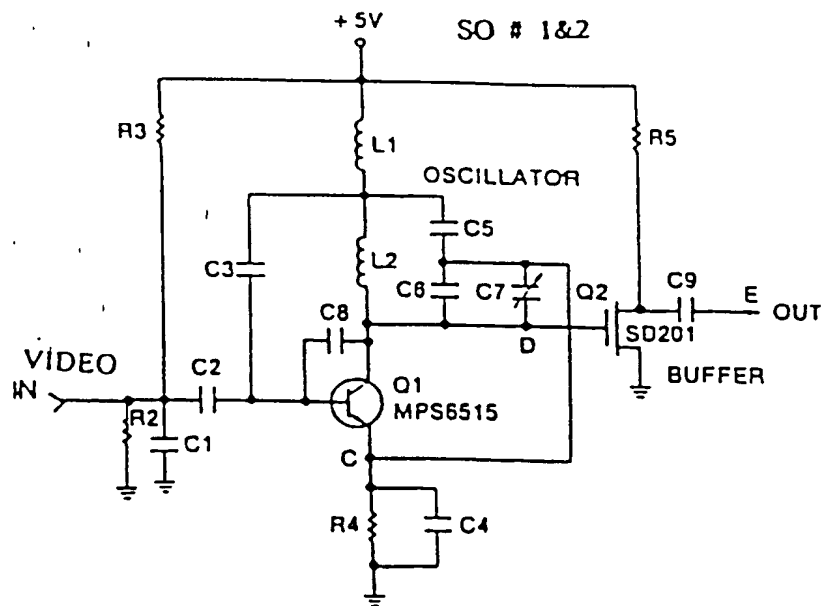 + 5V
SO # 1&2
R3
L1
R5
OSCILLATOR
C5
C3
L2
C6
C7
Q2
C9
E
OUT
C8
D
SD201
VIDEO
IN
C2
Q1
BUFFER
MPS6515
R2
C1
C
R4
C4